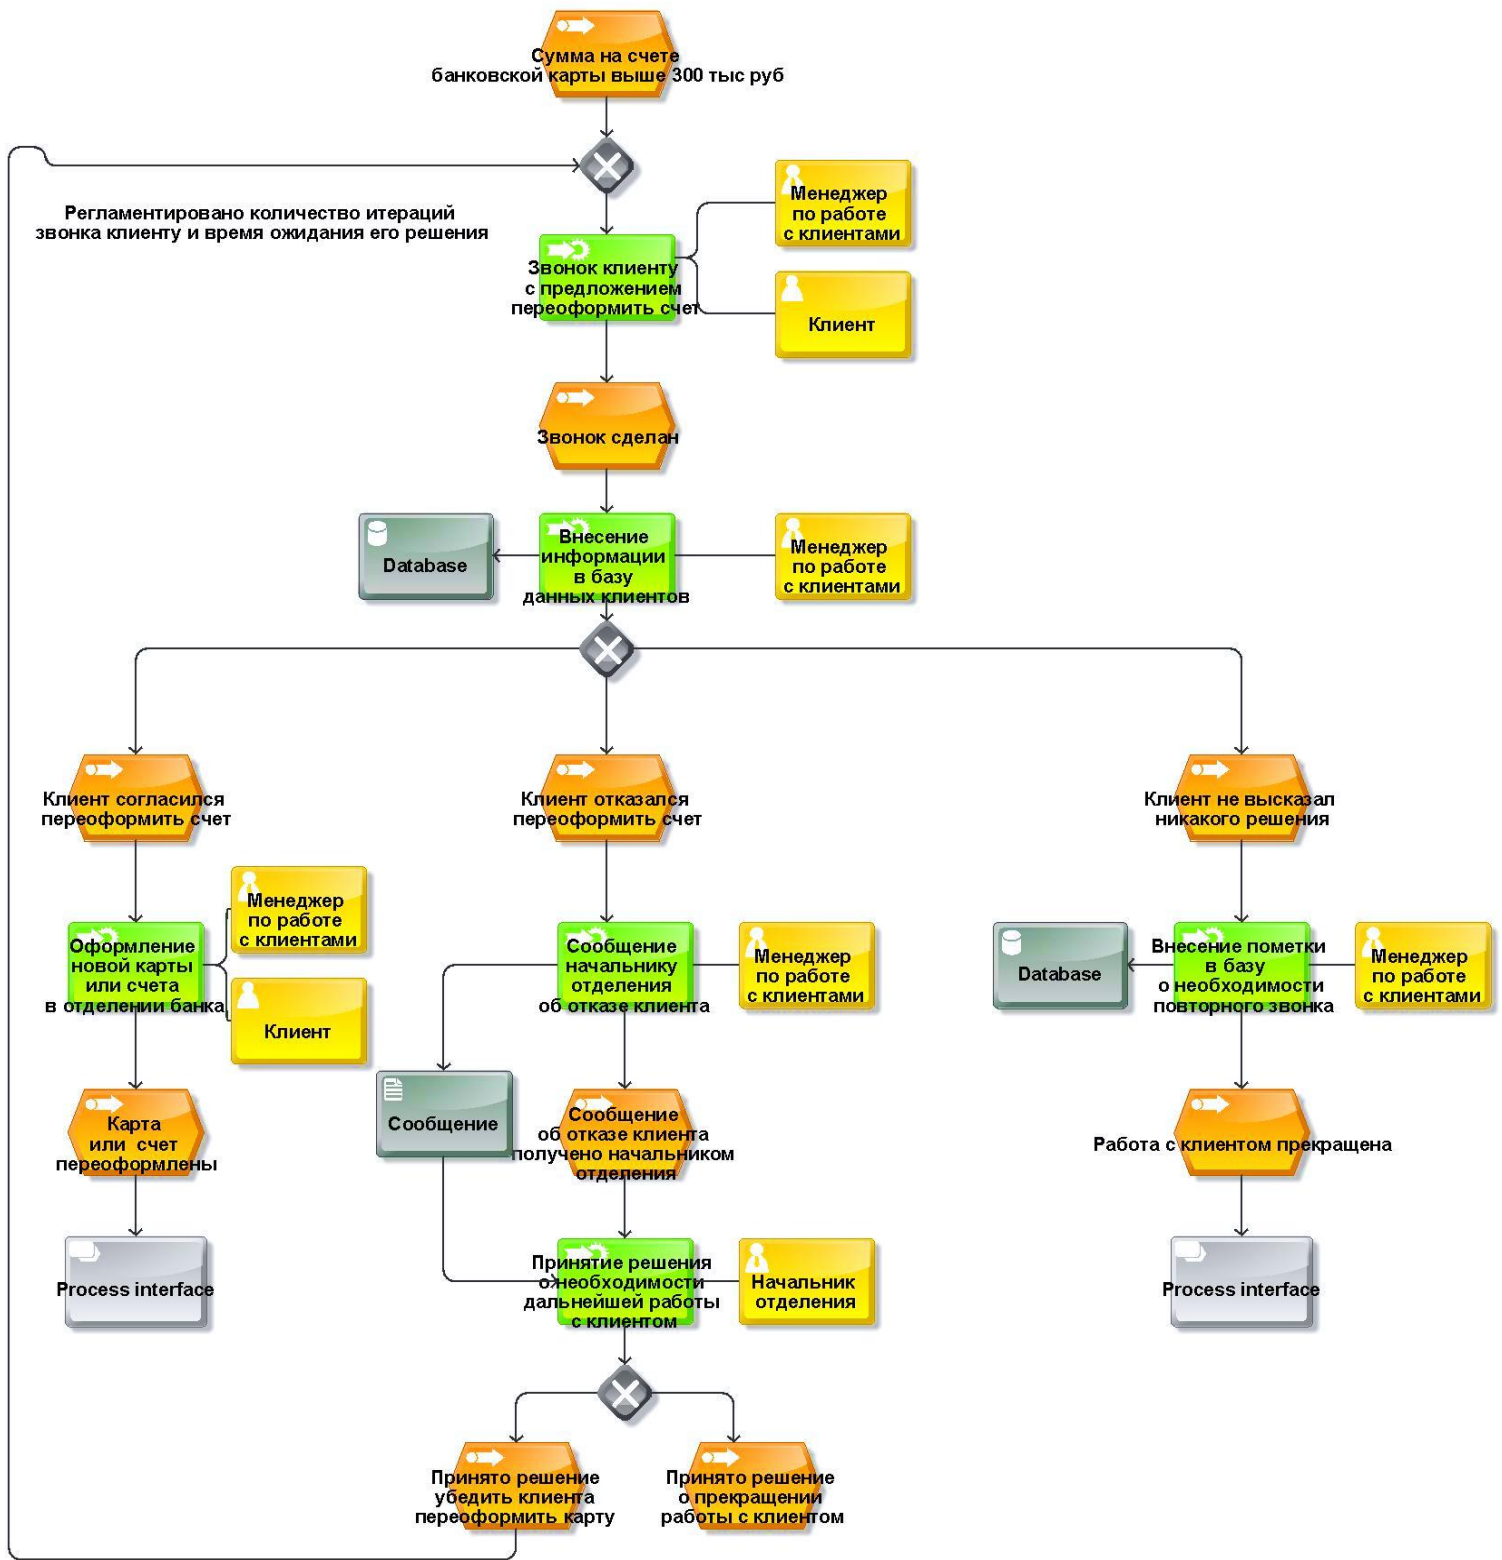 Сумма на счете
банковской карты выше 300 тыс руб
Регламентировано количество итераций
звонка клиенту и время ожидания его решения
Звонок клиенту
с предложением
переоформить счет
Менеджер
по работе
с клиентами
Клиент
Звонок сделан
Database
Внесение
информации
в базу
данных клиентов
Менеджер
по работе
с клиентами
Клиент согласился
переоформить счет
Клиент отказался
переоформить счет
Клиент не высказал
никакого решения
Оформление
новой карты
или счета
в отделении банка
Менеджер
по работе
с клиентами
Клиент
Сообщение
начальнику
отделения
об отказе клиента
Менеджер
по работе
с клиентами
Database
Внесение пометки
в базу
о необходимости
повторного звонка
Менеджер
по работе
с клиентами
Карта
или счет
переоформлены
Сообщение
Сообщение
об отказе клиента
получено начальником
отделения
Работа с клиентом прекращена
Process interface
Принятие решения
о необходимости
дальнейшей работы
с клиентом
Начальник
отделения
Process interface
Принято решение
убедить клиента
переоформить карту
Принято решение
о прекращении
работы с клиентом